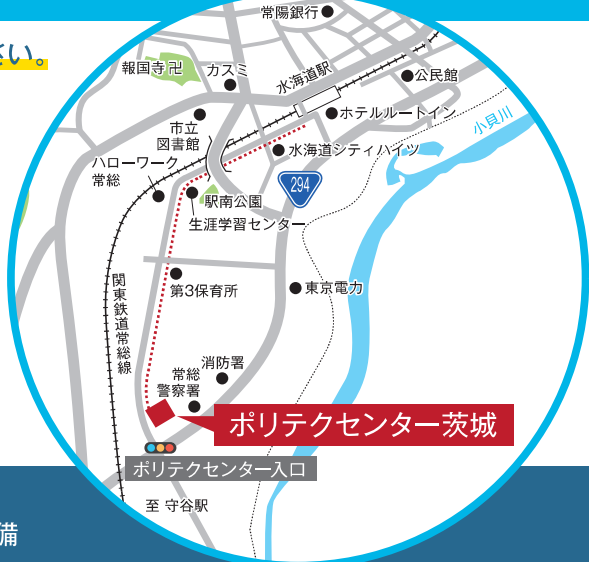 常陽銀行
さい。
報国寺 卍
カスミ
水海道駅
公民館
ホテルルートイン
小貝川
市立
図書館
水海道シティハイツ
ハローワーク
常総
294
駅南公園
生涯学習センター
関東鉄道常総線
第3保育所
東京電力
消防署
常総
警察署
ポリテクセンター茨城
ポリテクセンター入口
至 守谷駅
備